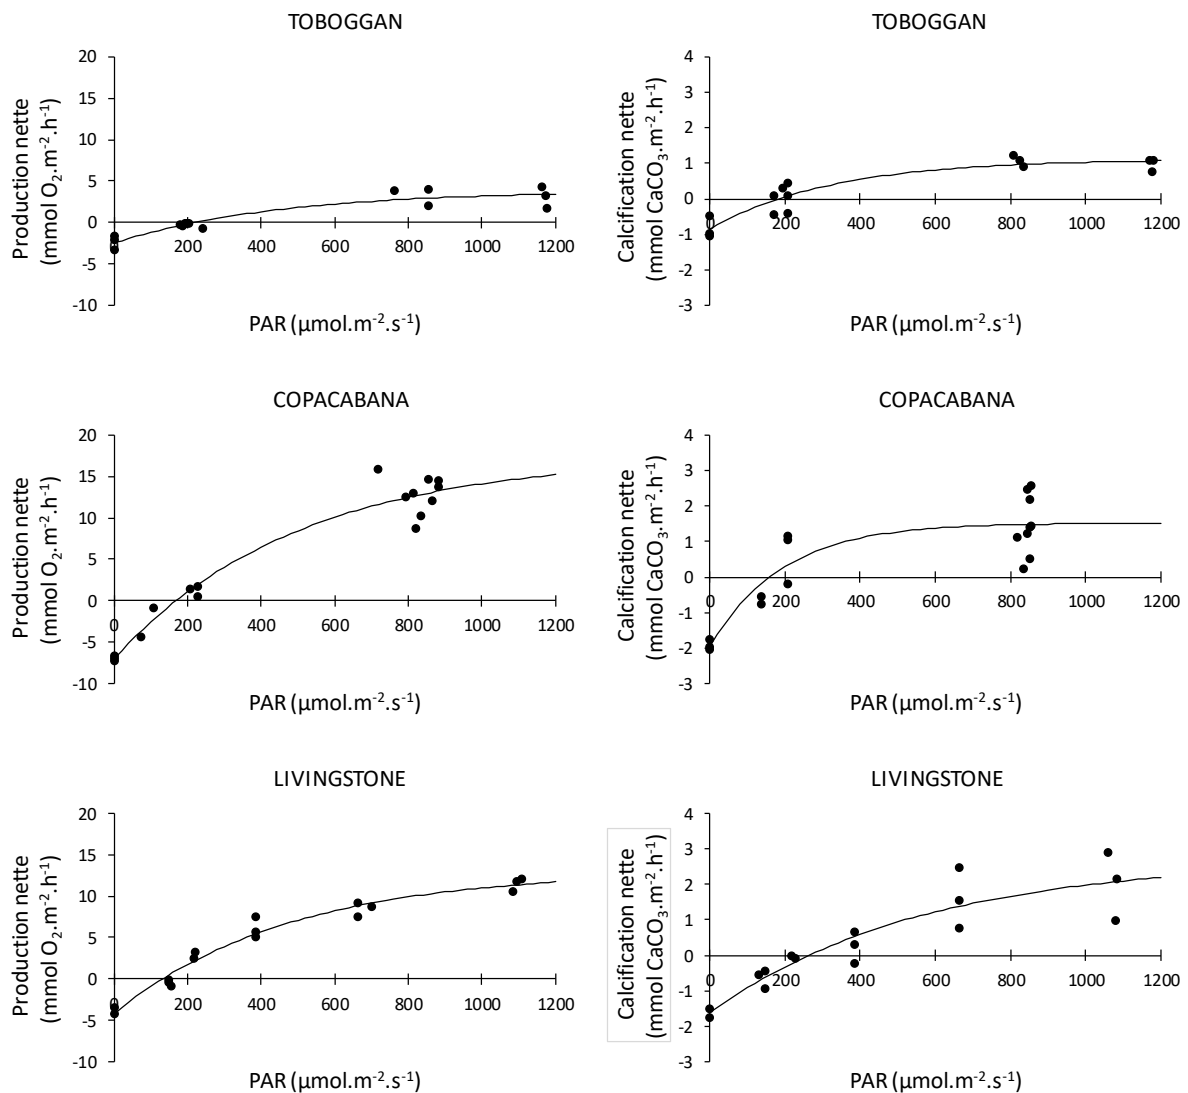 TOBOGGAN
Production nette
(mmol O₂.m⁻².h⁻¹)
20
15
10
5
0
-5
-10
0 200 400 600 800 1000 1200
PAR (µmol.m⁻².s⁻¹)
TOBOGGAN
Calcification nette
(mmol CaCO₃.m⁻².h⁻¹)
4
3
2
1
0
-1
-2
-3
0 200 400 600 800 1000 1200
PAR (µmol.m⁻².s⁻¹)
COPACABANA
Production nette
(mmol O₂.m⁻².h⁻¹)
20
15
10
5
0
-5
-10
0 200 400 600 800 1000 1200
PAR (µmol.m⁻².s⁻¹)
COPACABANA
Calcification nette
(mmol CaCO₃.m⁻².h⁻¹)
4
3
2
1
0
-1
-2
-3
0 200 400 600 800 1000 1200
PAR (µmol.m⁻².s⁻¹)
LIVINGSTONE
Production nette
(mmol O₂.m⁻².h⁻¹)
20
15
10
5
0
-5
-10
0 200 400 600 800 1000 1200
PAR (µmol.m⁻².s⁻¹)
LIVINGSTONE
Calcification nette
(mmol CaCO₃.m⁻².h⁻¹)
4
3
2
1
0
-1
-2
-3
0 200 400 600 800 1000 1200
PAR (µmol.m⁻².s⁻¹)